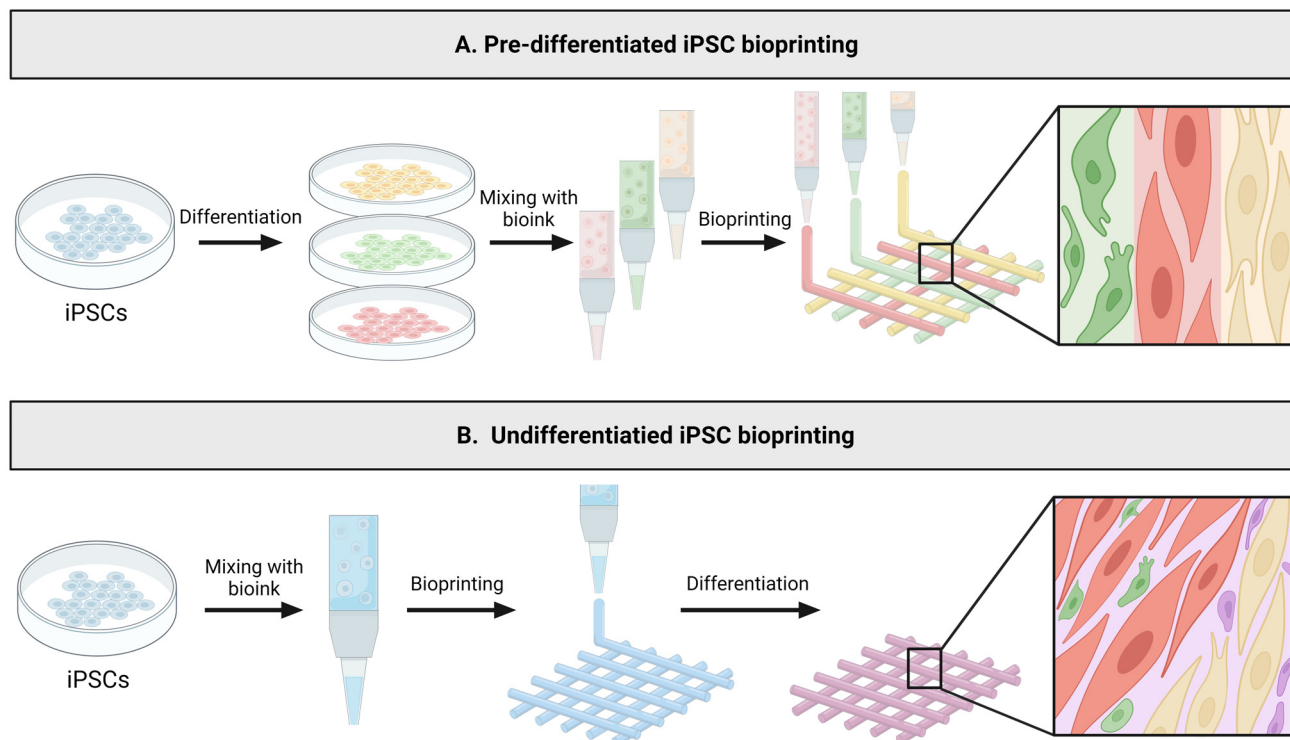 A. Pre-differentiated iPSC bioprinting
Differentiation
Mixing with
bioink
Bioprinting
iPSCs
B. Undifferentiatied iPSC bioprinting
Mixing with
bioink
Bioprinting
Differentiation
iPSCs